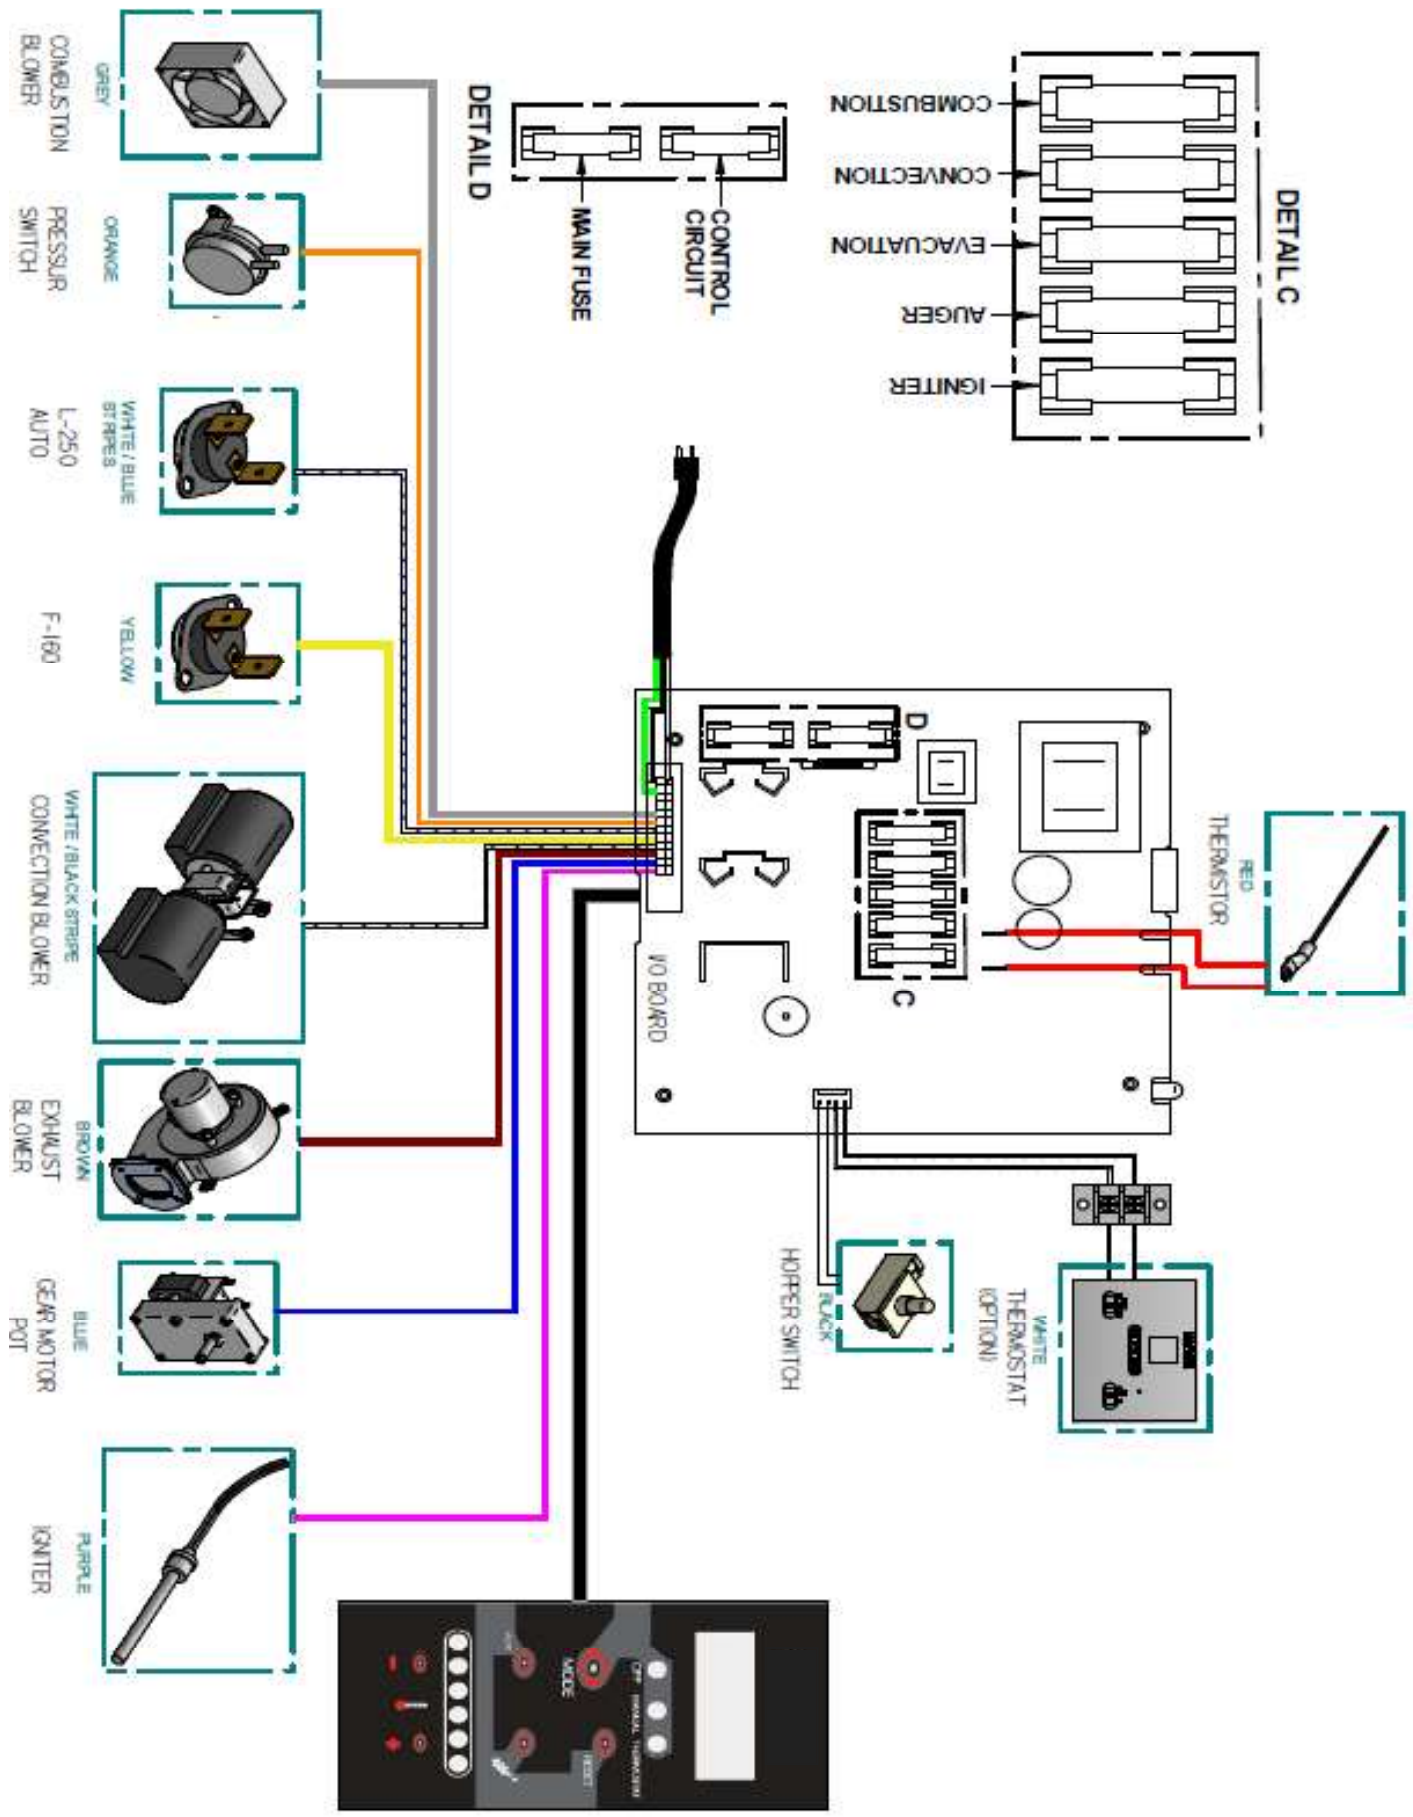 DETAIL C
COMBUSTION
CONVECTION
EVACUATION
AUGER
IGNITER
DETAIL D
CONTROL
CIRCUIT
MAIN FUSE
GREY
COMBUSTION
BLOWER
ORANGE
PRESSUR
SWITCH
WHITE / BLUE
STRIPES
L-250
AUTO
YELLOW
F-160
WHITE / BLACK STRIPE
CONVECTION BLOWER
BROWN
EXHAUST
BLOWER
BLUE
GEAR MOTOR
POT
PURPLE
IGNITER
D
C
I/O BOARD
RED
THERMISTOR
BLACK
HOPPER SWITCH
WHITE
THERMOSTAT
(OPTION)
OFF MANUAL THERMOSTAT
MODE
RESET